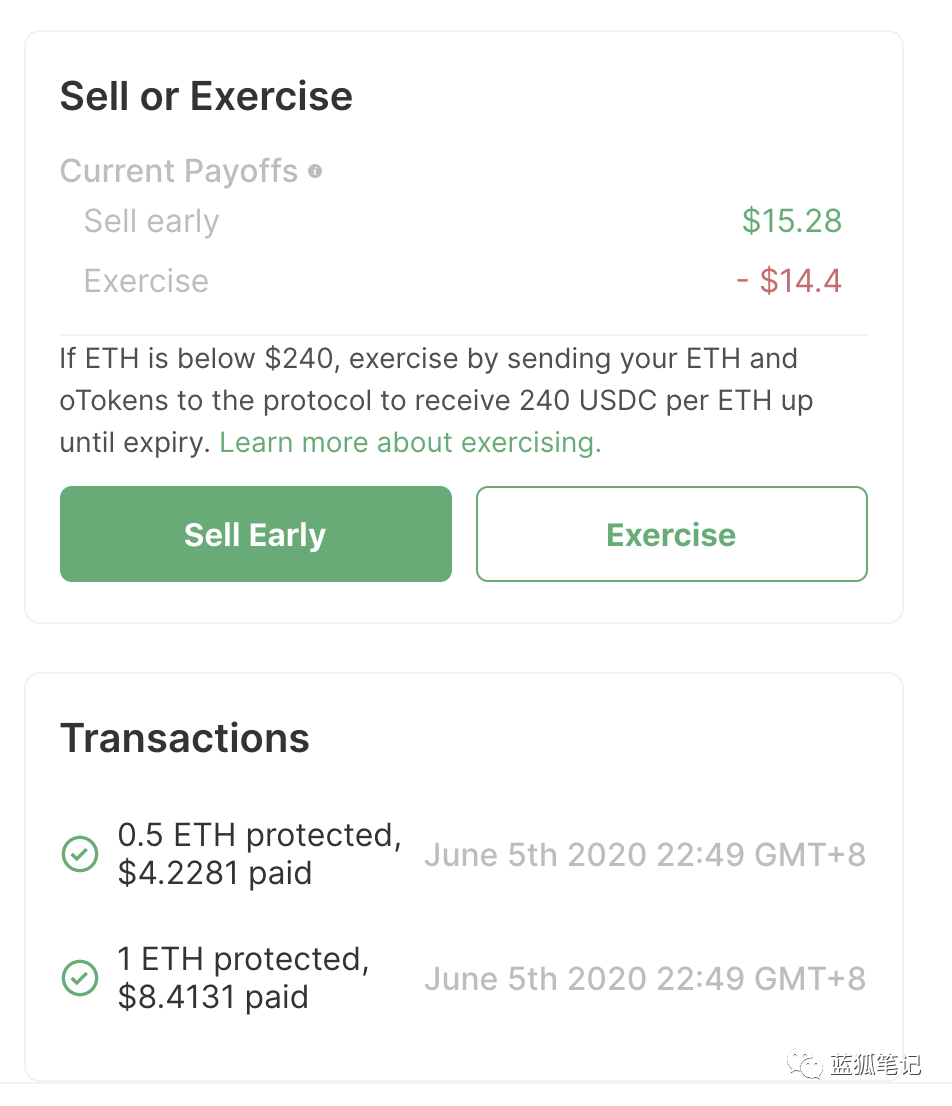 Sell or Exercise
Current Payoffs
Sell early
$15.28
Exercise
- $14.4
If ETH is below $240, exercise by sending your ETH and
oTokens to the protocol to receive 240 USDC per ETH up
until expiry. Learn more about exercising.
Sell Early
Exercise
Transactions
0.5 ETH protected,
$4.2281 paid
June 5th 2020 22:49 GMT+8
1 ETH protected,
$8.4131 paid
June 5th 2020 22:49 GMT+8
蓝狐笔记